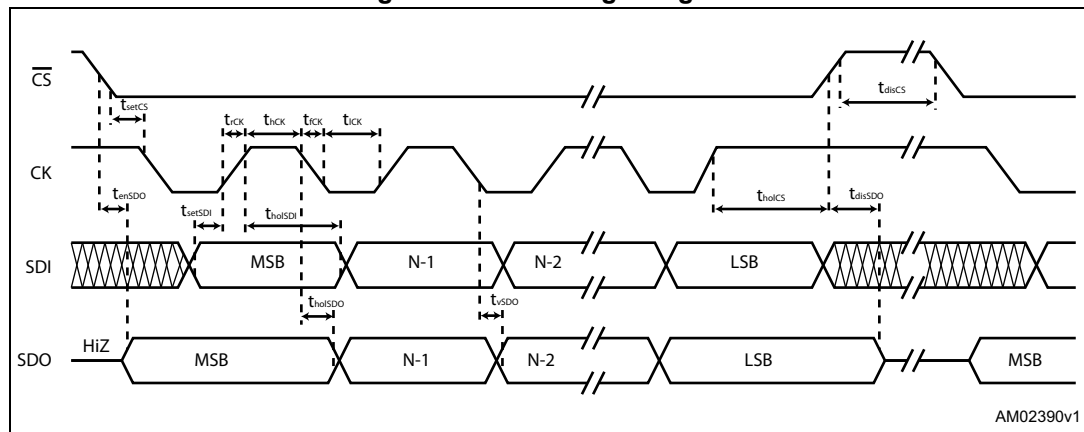 CS
tsetCS
tdisCS
trCK
thCK
tfCK
tlCK
CK
tenSDO
tsetSDI
tholSDI
tholCS
tdisSDO
SDI
MSB
N-1
N-2
LSB
tholSDO
tvSDO
HiZ
SDO
MSB
N-1
N-2
LSB
MSB
AM02390v1